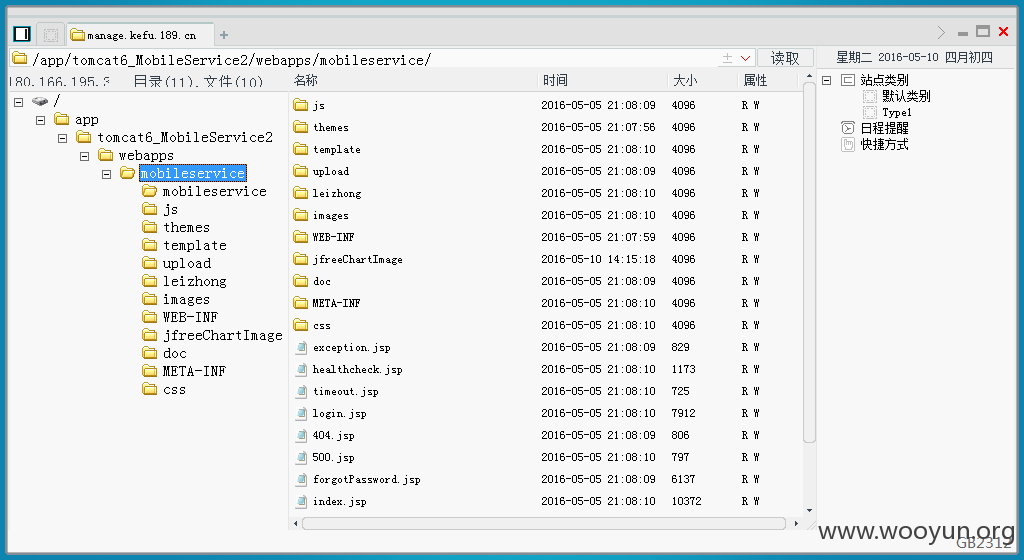 manage.kefu.189.cn
/app/tomcat6_MobileService2/webapps/mobileservice/
读取
星期二 2016-05-10 四月初四
180.166.195.3
目录(11),文件(10)
名称 时间 大小 属性
/
app
tomcat6_MobileService2
webapps
mobileservice
mobileservice
js
themes
template
upload
leizhong
images
WEB-INF
jfreeChartImage
doc
META-INF
css
js 2016-05-05 21:08:09 4096 R W
themes 2016-05-05 21:07:56 4096 R W
template 2016-05-05 21:08:10 4096 R W
upload 2016-05-05 21:08:09 4096 R W
leizhong 2016-05-05 21:08:10 4096 R W
images 2016-05-05 21:08:10 4096 R W
WEB-INF 2016-05-05 21:07:59 4096 R W
jfreeChartImage 2016-05-10 14:15:18 4096 R W
doc 2016-05-05 21:08:09 4096 R W
META-INF 2016-05-05 21:08:10 4096 R W
css 2016-05-05 21:08:10 4096 R W
exception.jsp 2016-05-05 21:08:09 829 R W
healthcheck.jsp 2016-05-05 21:08:10 1173 R W
timeout.jsp 2016-05-05 21:08:10 725 R W
login.jsp 2016-05-05 21:08:10 7912 R W
404.jsp 2016-05-05 21:08:09 806 R W
500.jsp 2016-05-05 21:08:10 797 R W
forgotPassword.jsp 2016-05-05 21:08:09 6137 R W
index.jsp 2016-05-05 21:08:10 10372 R W
站点类别
默认类别
Type1
日程提醒
快捷方式
www.wooyun.org
GB2312